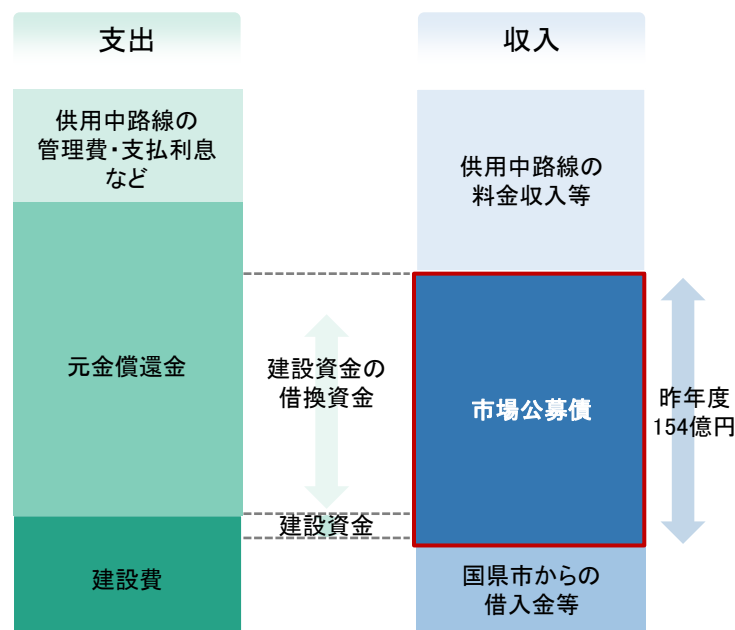 支出
収入
供用中路線の
管理費・支払利息
など
供用中路線の
料金収入等
元金償還金
建設資金の
借換資金
市場公募債
昨年度
154億円
建設資金
建設費
国県市からの
借入金等